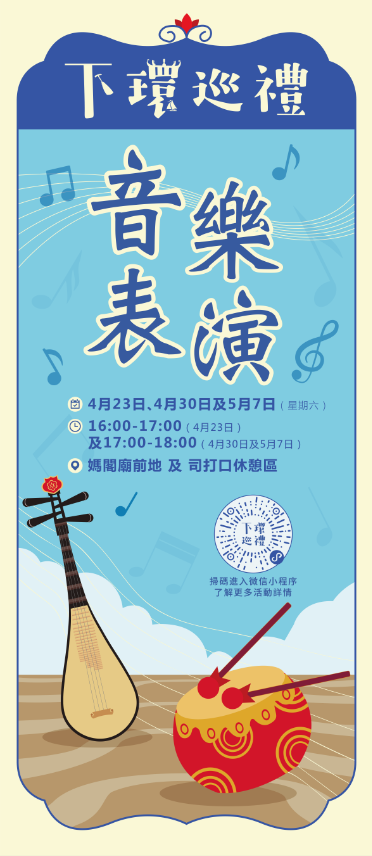 下環巡禮
音樂
表演
4月23日、4月30日及5月7日（星期六）
16:00-17:00（4月23日）
及17:00-18:00（4月30日及5月7日）
媽閣廟前地 及 司打口休憩區
下環
巡禮
掃碼進入微信小程序
了解更多活動詳情